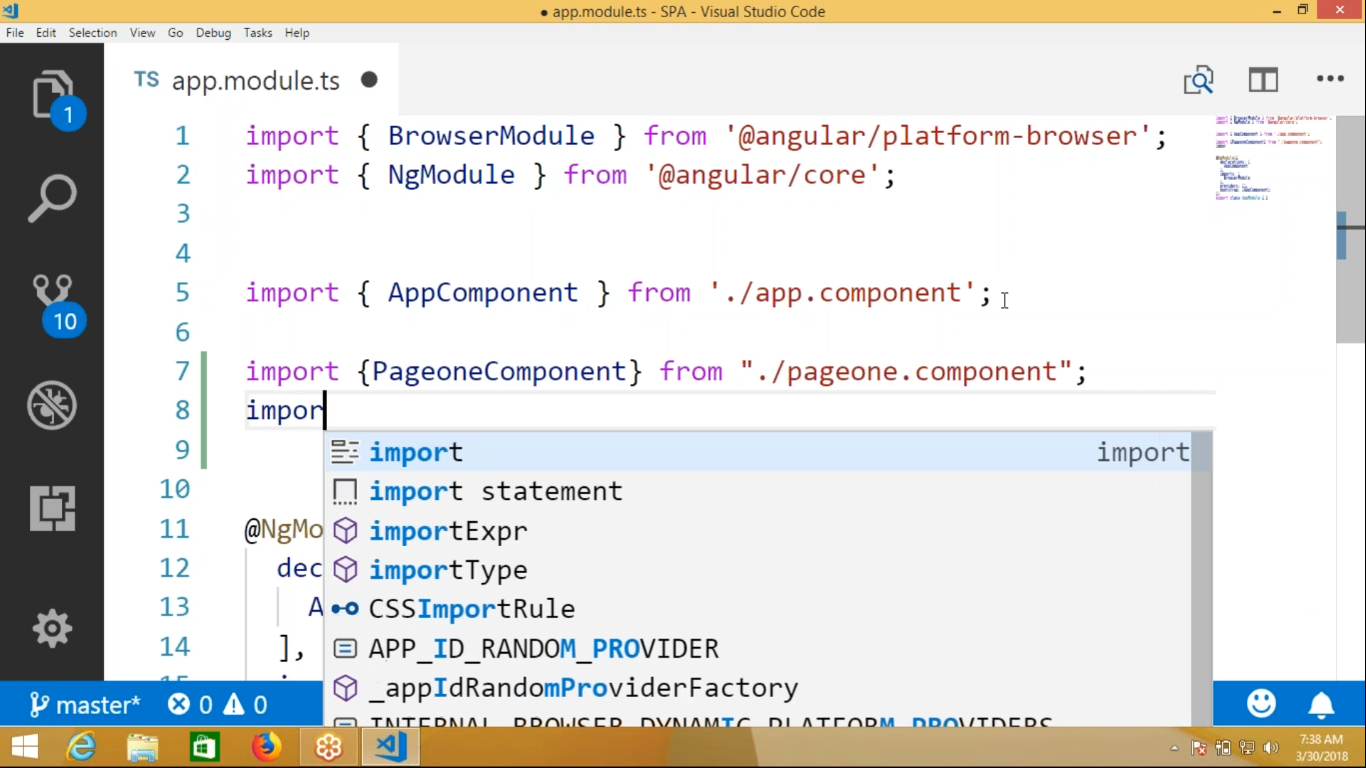 ● app.module.ts - SPA - Visual Studio Code
File Edit Selection View Go Debug Tasks Help
TS app.module.ts ●
1 import { BrowserModule } from '@angular/platform-browser';
2 import { NgModule } from '@angular/core';
3
4
5 import { AppComponent } from './app.component';
6
7 import {PageoneComponent} from "./pageone.component";
8 impor
9
10
11 @NgMo
12 dec
13 A
14 ],
15
import import
import statement
importExpr
importType
CSSImportRule
APP_ID_RANDOM_PROVIDER
_appIdRandomProviderFactory
INTERNAL_BROWSER_DYNAMIC_PLATFORM_PROVIDERS
1
10
master* 0 0
7:38 AM
3/30/2018